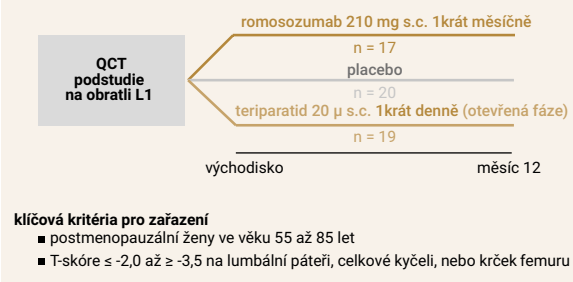 romosozumab 210 mg s.c. 1krát měsíčně
n = 17
QCT
podstudie
na obratli L1
placebo
n = 20
teriparatid 20 μ s.c. 1krát denně (otevřená fáze)
n = 19
východisko
měsíc 12
klíčová kritéria pro zařazení
▪ postmenopauzální ženy ve věku 55 až 85 let
▪ T-skóre ≤ -2,0 až ≥ -3,5 na lumbální páteři, celkové kyčeli, nebo krček femuru